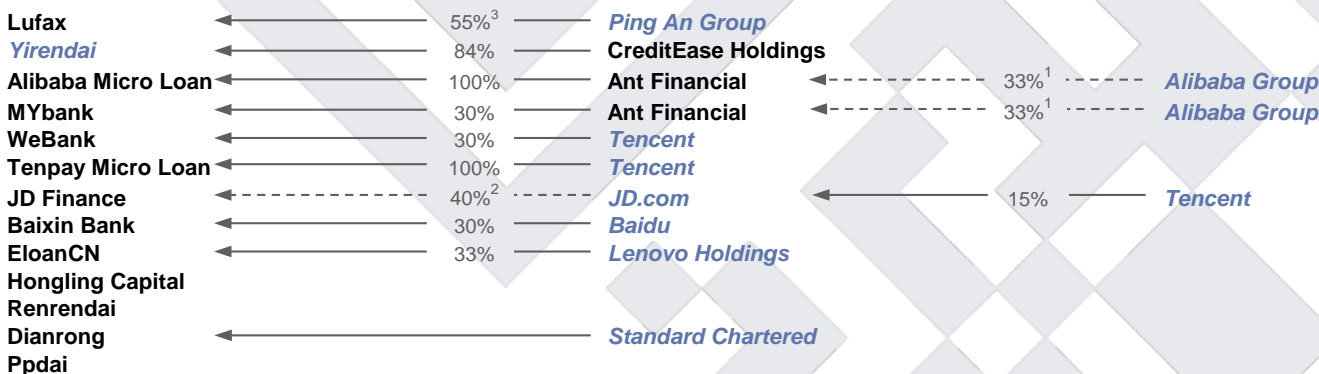 Lufax 55%3 Ping An Group
Yirendai 84% CreditEase Holdings
Alibaba Micro Loan 100% Ant Financial 33%1 Alibaba Group
MYbank 30% Ant Financial 33%1 Alibaba Group
WeBank 30% Tencent
Tenpay Micro Loan 100% Tencent
JD Finance 40%2 JD.com 15% Tencent
Baixin Bank 30% Baidu
EloanCN 33% Lenovo Holdings
Hongling Capital
Renrendai
Dianrong Standard Chartered
Ppdai